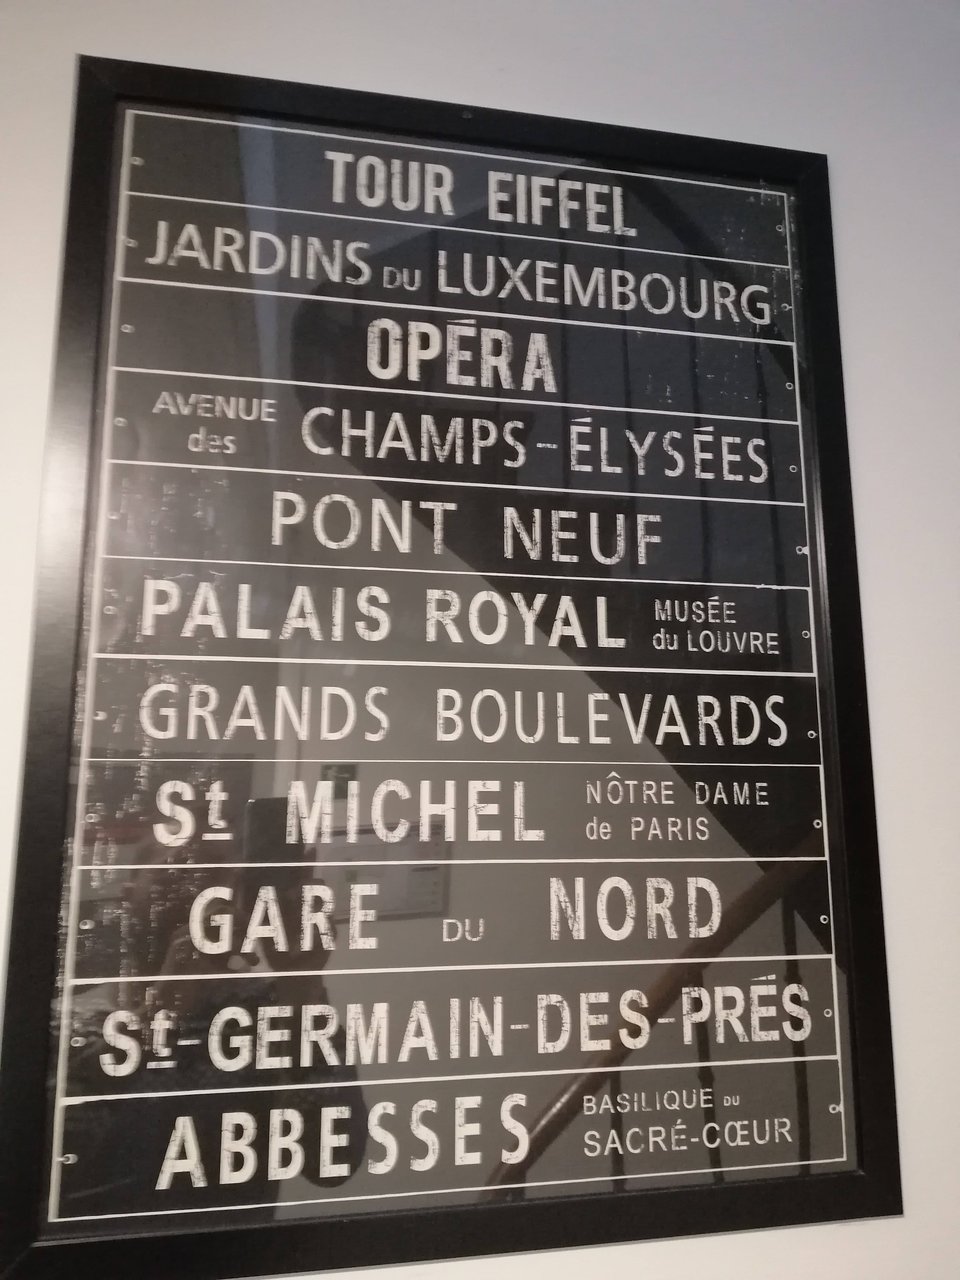 TOUR EIFFEL
JARDINS DU LUXEMBOURG
OPÉRA
AVENUE des CHAMPS-ÉLYSÉES
PONT NEUF
PALAIS ROYAL MUSÉE du LOUVRE
GRANDS BOULEVARDS
St MICHEL NÔTRE DAME de PARIS
GARE DU NORD
St-GERMAIN-DES-PRÉS
ABBESSES BASILIQUE DU SACRÉ-CŒUR